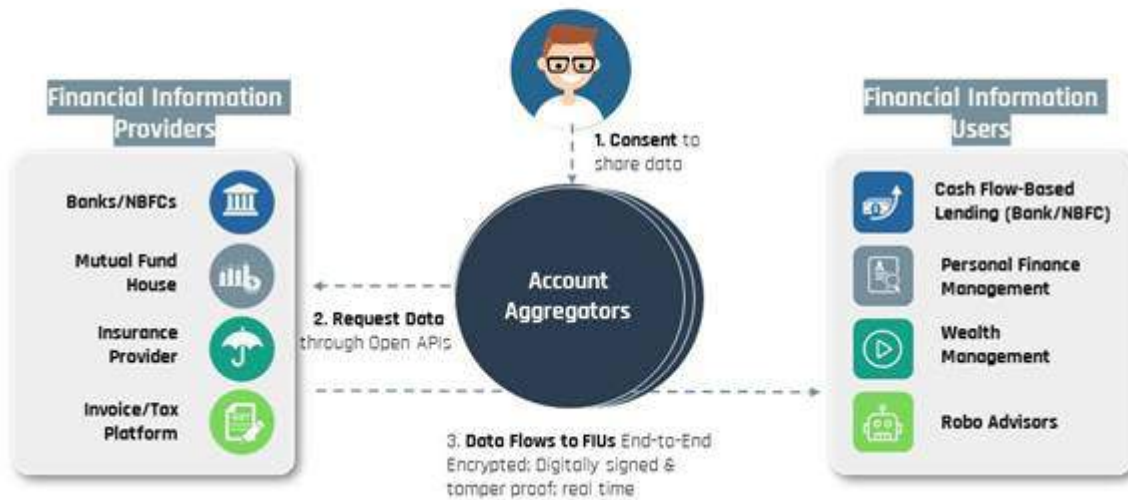 Financial Information
Providers
Banks/NBFCs
Mutual Fund
House
Insurance
Provider
Invoice/Tax
Platform
1. Consent to
share data
Account
Aggregators
2. Request Data
through Open APIs
3. Data Flows to FIUs End-to-End
Encrypted; Digitally signed &
tamper proof; real time
Financial Information
Users
Cash Flow-Based
Lending (Bank/NBFC)
Personal Finance
Management
Wealth
Management
Robo Advisors